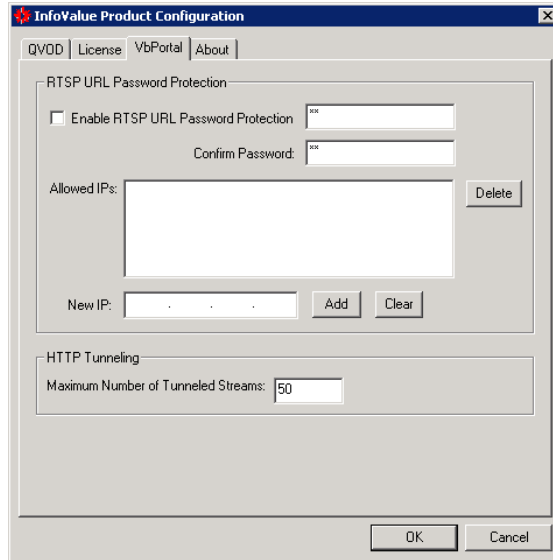 InfoValue Product Configuration
QVOD License VbPortal About
RTSP URL Password Protection
Enable RTSP URL Password Protection **
Confirm Password: **
Allowed IPs: Delete
New IP: . . . Add Clear
HTTP Tunneling
Maximum Number of Tunneled Streams: 50
OK Cancel